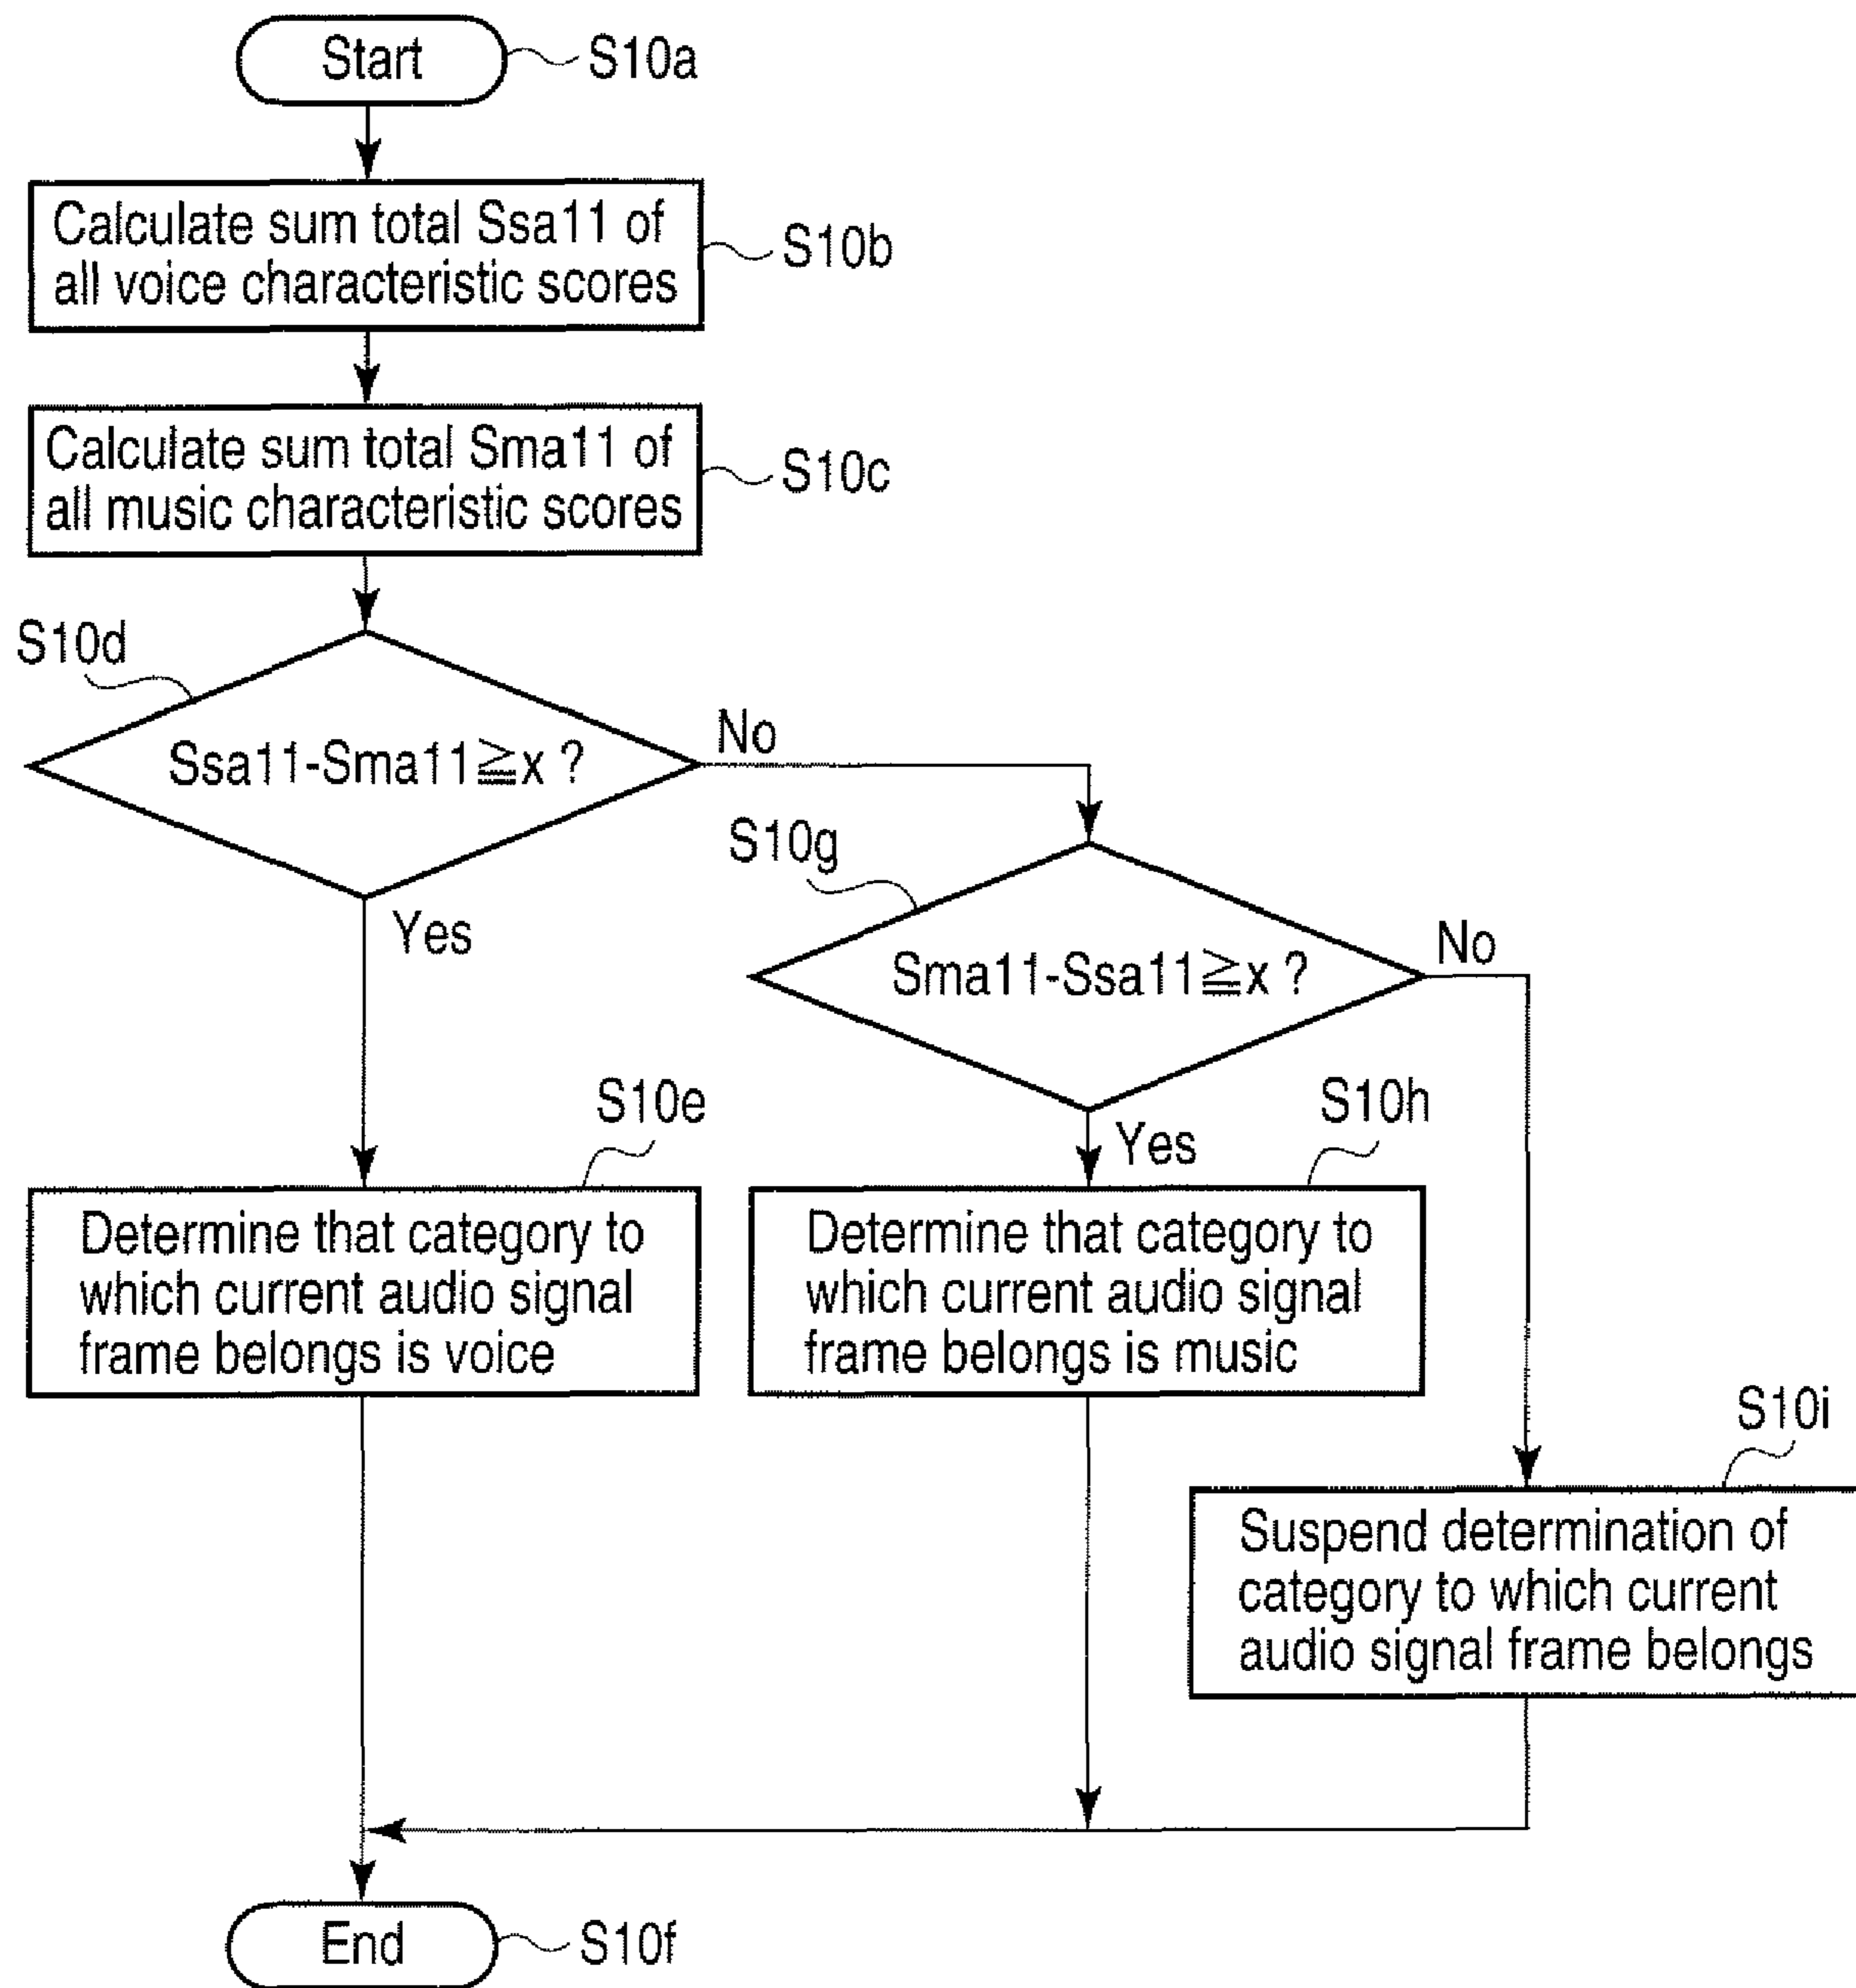 Start
S10a
Calculate sum total Ssa11 of
all voice characteristic scores
S10b
Calculate sum total Sma11 of
all music characteristic scores
S10c
S10d
Ssa11-Sma11≧x ?
No
Yes
S10g
Sma11-Ssa11≧x ?
No
Yes
S10e
Determine that category to
which current audio signal
frame belongs is voice
S10h
Determine that category to
which current audio signal
frame belongs is music
S10i
Suspend determination of
category to which current
audio signal frame belongs
End
S10f